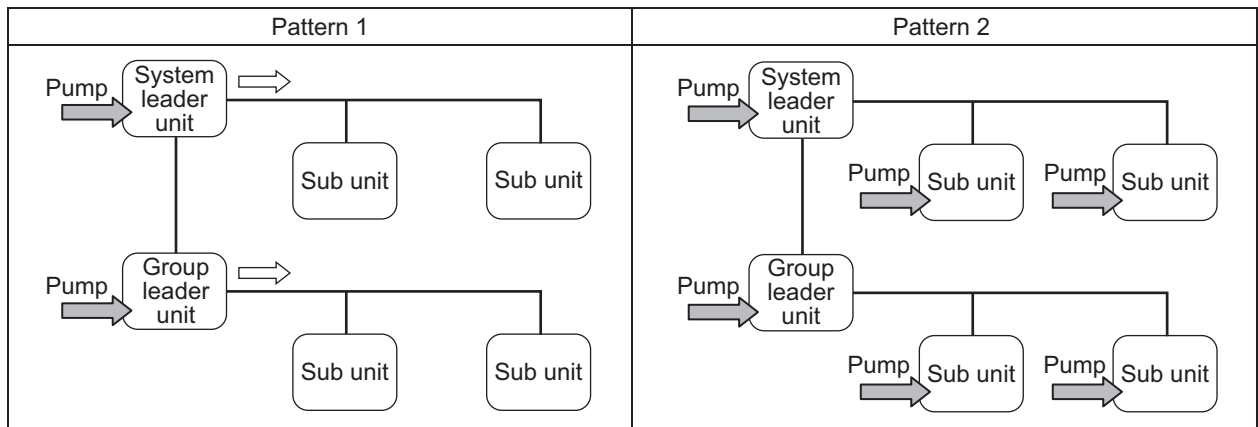 Pattern 1
Pattern 2
Pump
System
leader
unit
Sub unit
Sub unit
Pump
Group
leader
unit
Sub unit
Sub unit
Pump
System
leader
unit
Pump
Sub unit
Pump
Sub unit
Pump
Group
leader
unit
Pump
Sub unit
Pump
Sub unit